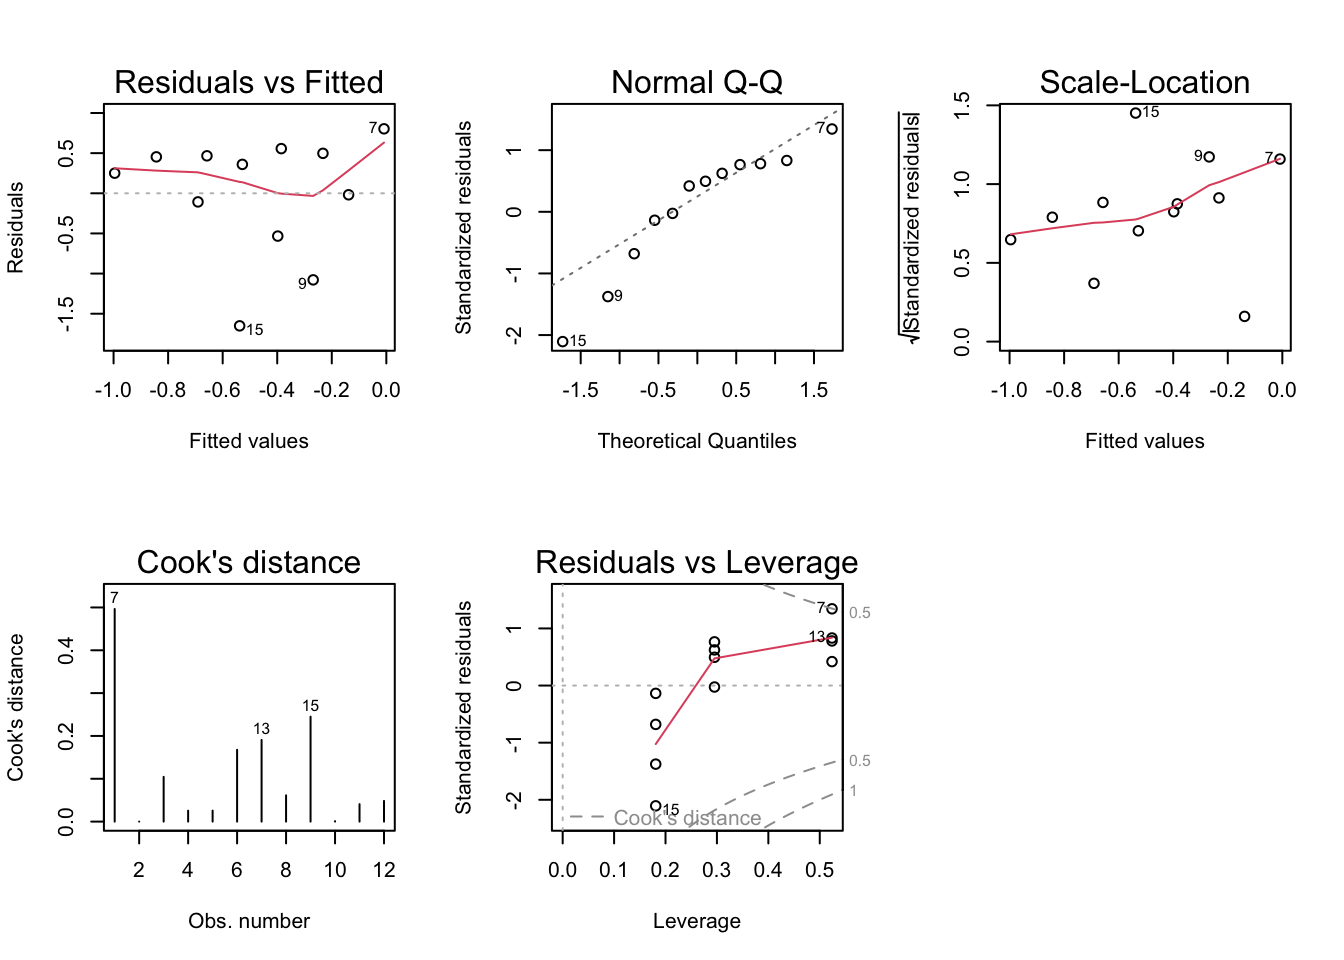 Residuals vs Fitted
Residuals
0.5
-0.5
-1.5
7
9
15
-1.0 -0.8 -0.6 -0.4 -0.2 0.0
Fitted values
Normal Q-Q
Standardized residuals
1
0
-1
-2
7
9
15
-1.5 -0.5 0.5 1.5
Theoretical Quantiles
Scale-Location
√|Standardized residuals|
1.5
1.0
0.5
0.0
15
9
7
-1.0 -0.8 -0.6 -0.4 -0.2 0.0
Fitted values
Cook's distance
Cook's distance
0.4
0.2
0.0
7
13
15
2 4 6 8 10 12
Obs. number
Residuals vs Leverage
Standardized residuals
1
0
-1
-2
7
13
15
0.5
0.5
1
Cook's distance
0.0 0.1 0.2 0.3 0.4 0.5
Leverage